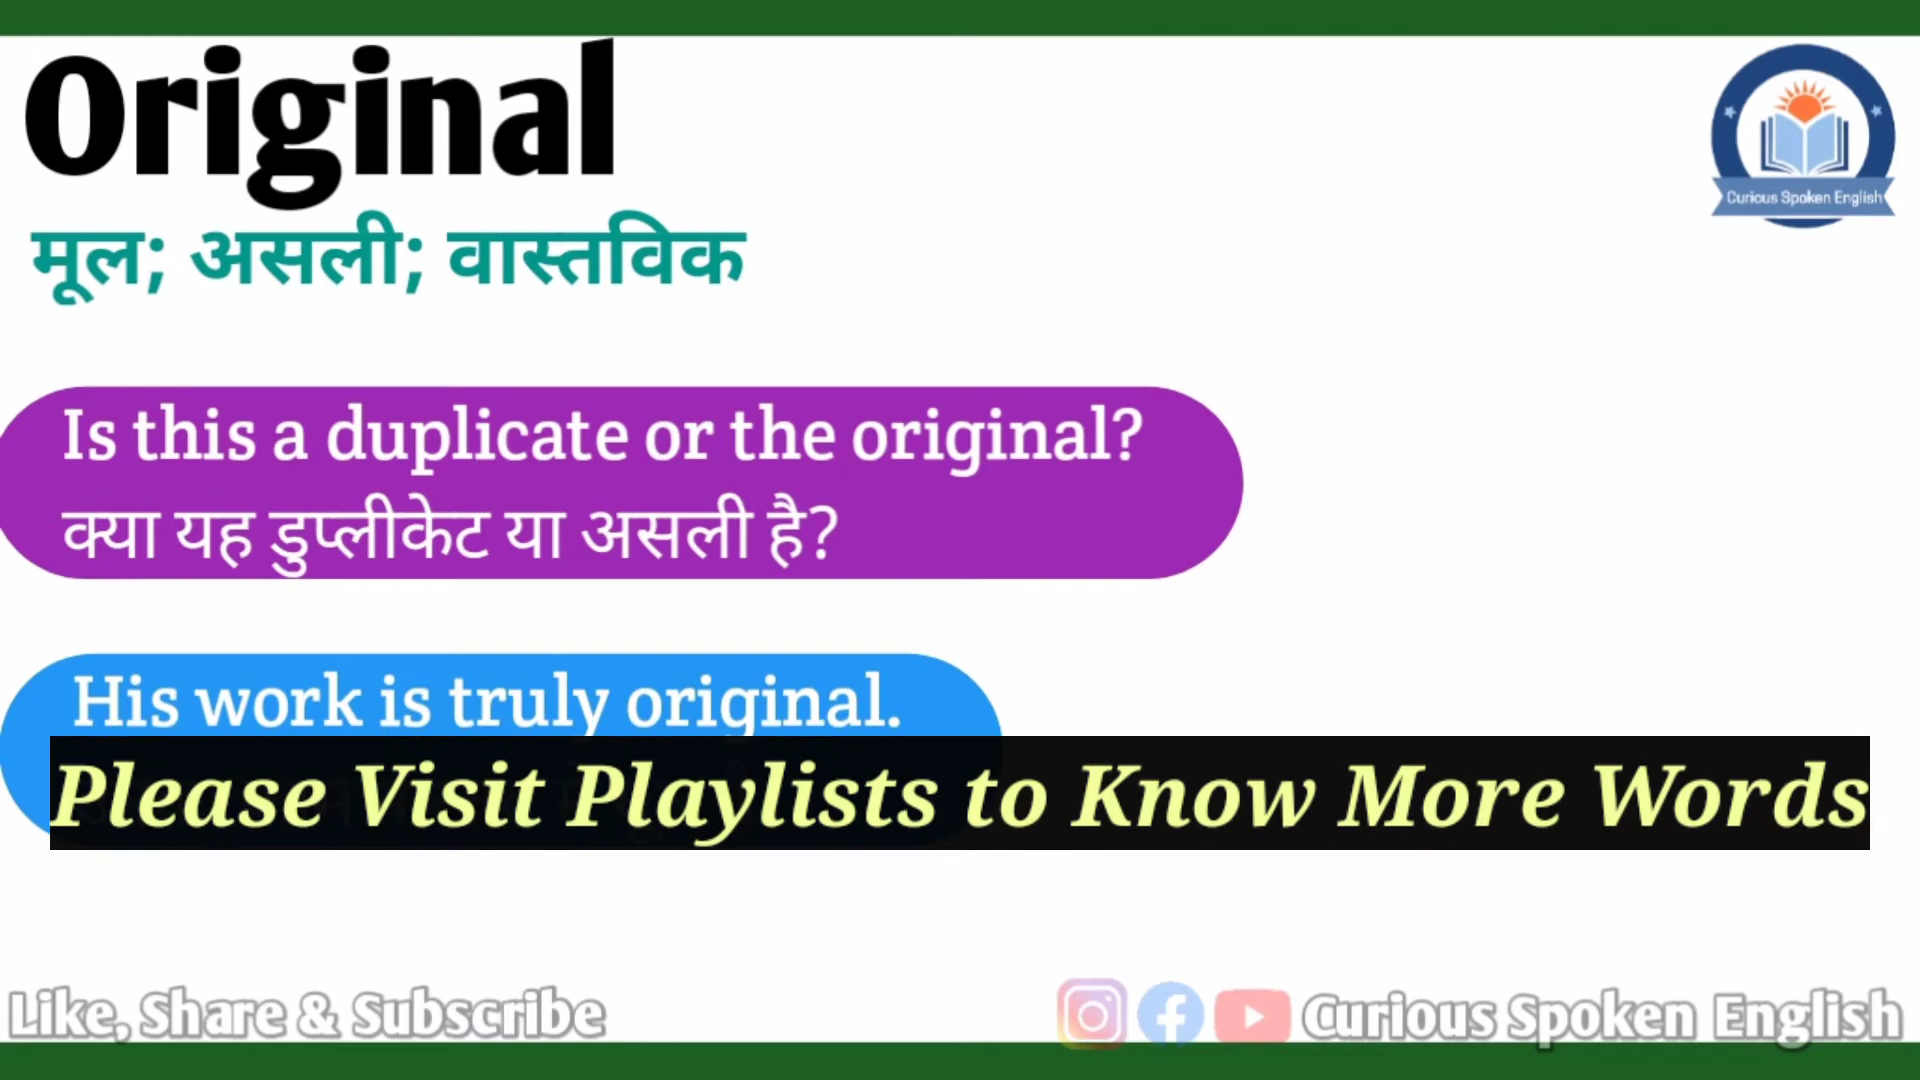 Original
Curious Spoken English
मूल; असली; वास्तविक
Is this a duplicate or the original?
क्या यह डुप्लीकेट या असली है?
His work is truly original.
Please Visit Playlists to Know More Words
Like, Share & Subscribe
Curious Spoken English